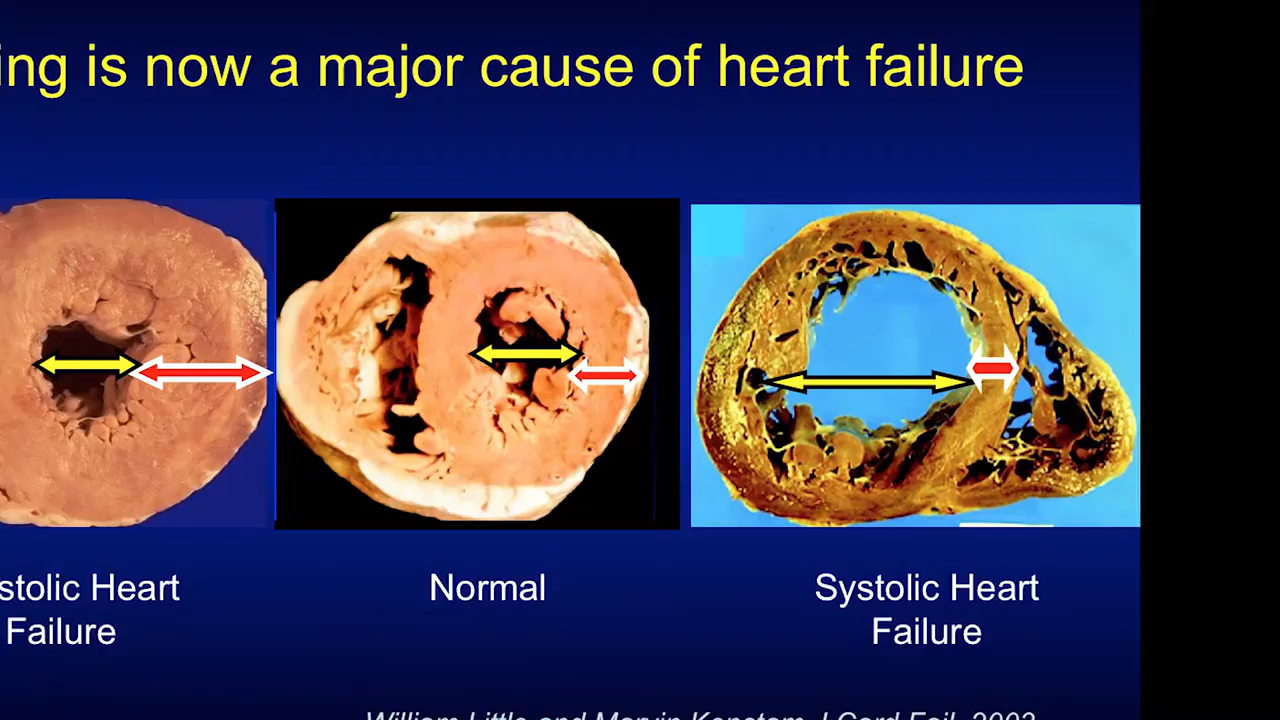 ing is now a major cause of heart failure
stolic Heart
Failure
Normal
Systolic Heart
Failure
William Little and Marvin Konstam, J Card Fail, 2003